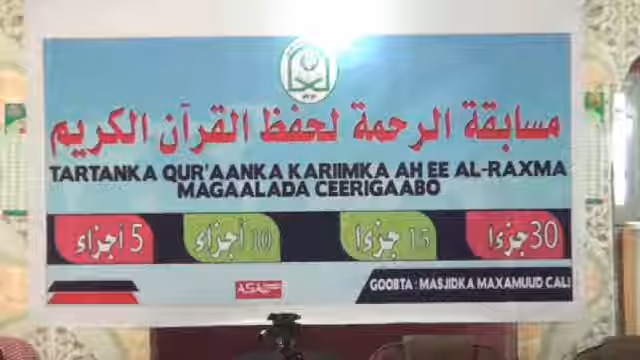 مسابقة الرحمة لحفظ القرآن الكريم
TARTANKA QUR'AANKA KARIIMKA AH EE AL-RAXMA
MAGAALADA CEERIGAABO
30 جزءا
15 جزءا
10 أجزاء
5 أجزاء
ASAL
GOOBTA : MASJIDKA MAXAMUUD CALI